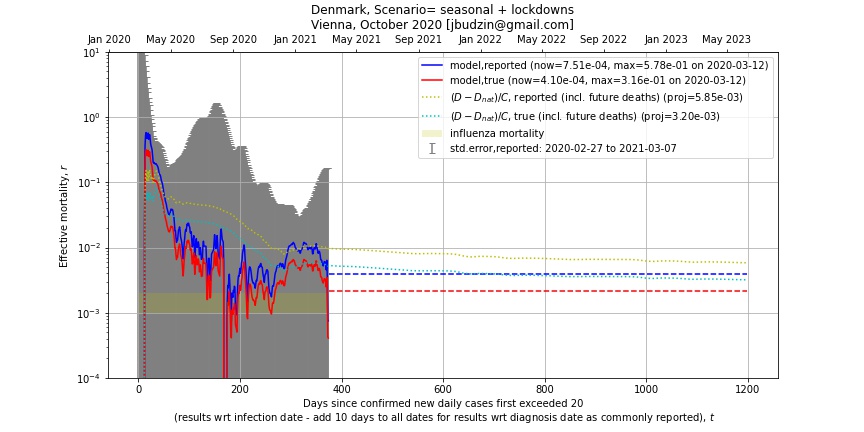 Denmark, Scenario= seasonal + lockdowns
Vienna, October 2020 [jbudzin@gmail.com]
Jan 2020 May 2020 Sep 2020 Jan 2021 May 2021 Sep 2021 Jan 2022 May 2022 Sep 2022 Jan 2023 May 2023
model,reported (now=7.51e-04, max=5.78e-01 on 2020-03-12)
model,true (now=4.10e-04, max=3.16e-01 on 2020-03-12)
(D − Dnat)/C, reported (incl. future deaths) (proj=5.85e-03)
(D − Dnat)/C, true (incl. future deaths) (proj=3.20e-03)
influenza mortality
std.error,reported: 2020-02-27 to 2021-03-07
Effective mortality, r
10¹
10⁰
10⁻¹
10⁻²
10⁻³
10⁻⁴
0 200 400 600 800 1000 1200
Days since confirmed new daily cases first exceeded 20
(results wrt infection date - add 10 days to all dates for results wrt diagnosis date as commonly reported), t